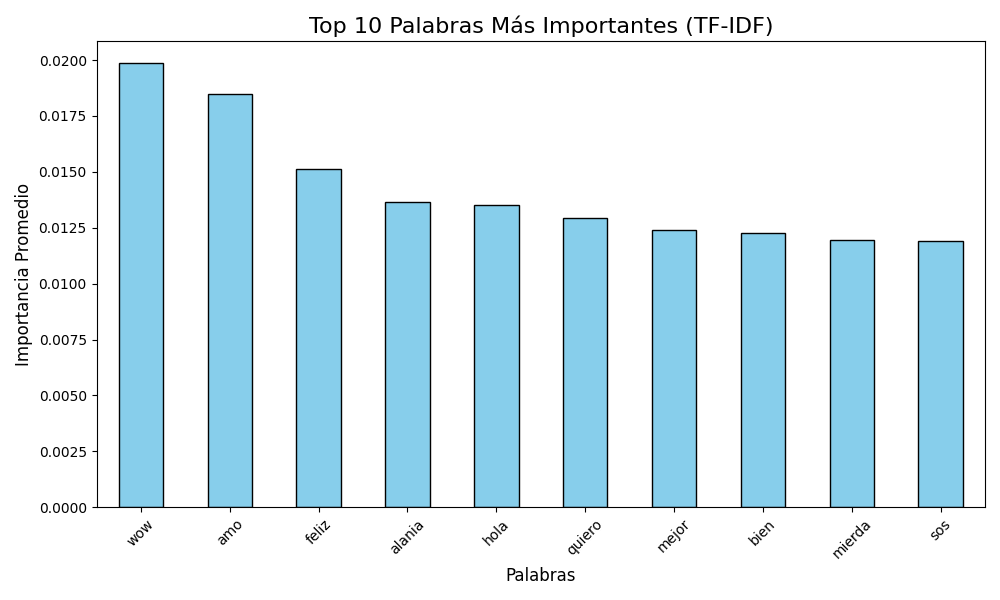 Top 10 Palabras Más Importantes (TF-IDF)
Importancia Promedio
0.0200
0.0175
0.0150
0.0125
0.0100
0.0075
0.0050
0.0025
0.0000
wow
amo
feliz
alania
hola
quiero
mejor
bien
mierda
sos
Palabras